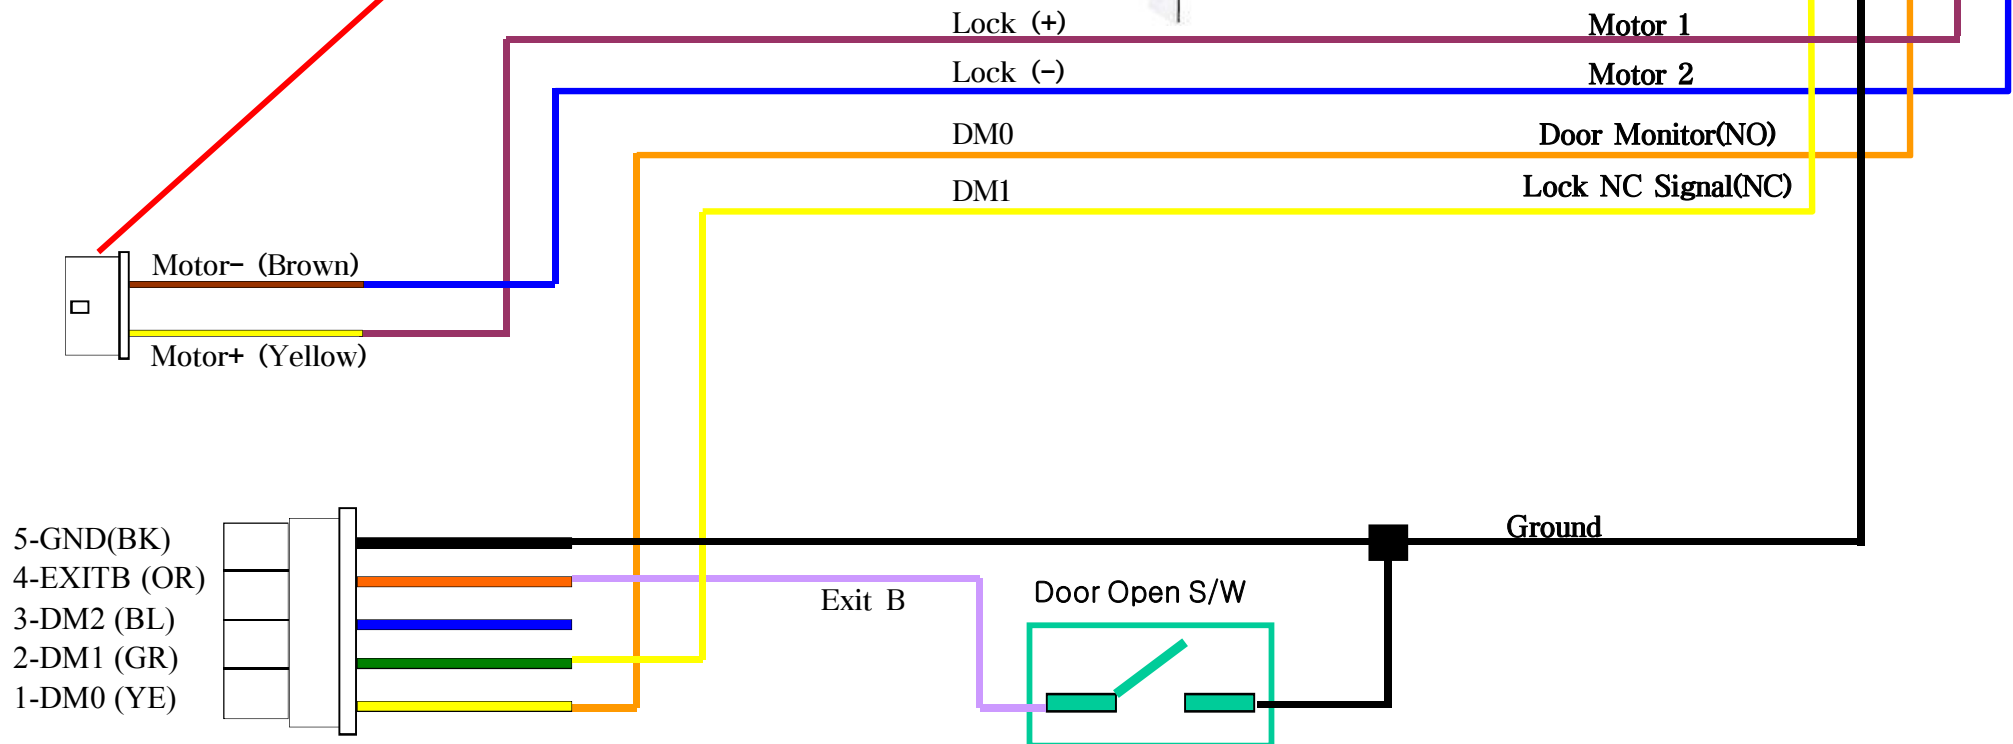 Lock (+)
Motor 1
Lock (-)
Motor 2
DM0
Door Monitor(NO)
DM1
Lock NC Signal(NC)
Motor- (Brown)
Motor+ (Yellow)
5-GND(BK)
Ground
4-EXITB (OR)
Exit B
Door Open S/W
3-DM2 (BL)
2-DM1 (GR)
1-DM0 (YE)